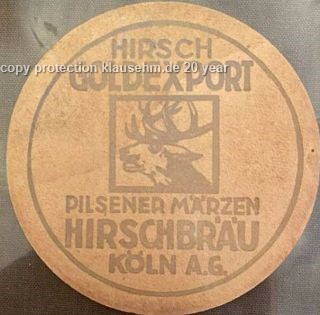 HIRSCH
copy protection klausehm.de 20 year
GOLDEXPORT
PILSENER MÄRZEN
HIRSCHBRÄU
KÖLN A.G.